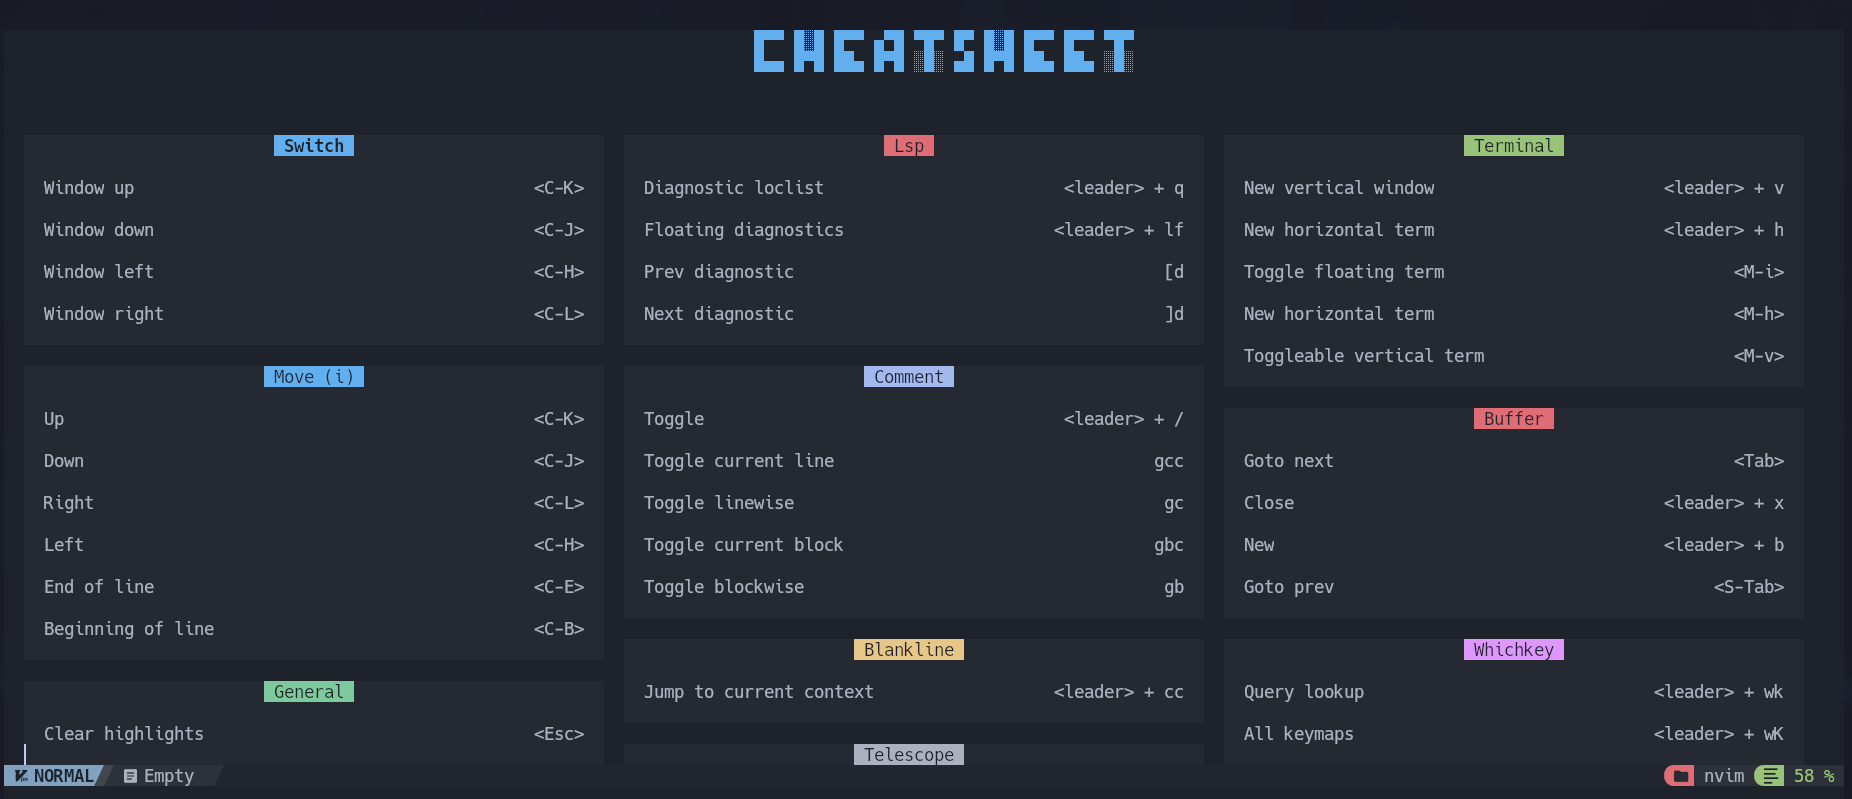 CHEATSHEET
Switch
Window up <C-K>
Window down <C-J>
Window left <C-H>
Window right <C-L>
Move (i)
Up <C-K>
Down <C-J>
Right <C-L>
Left <C-H>
End of line <C-E>
Beginning of line <C-B>
General
Clear highlights <Esc>
Lsp
Diagnostic loclist <leader> + q
Floating diagnostics <leader> + lf
Prev diagnostic [d
Next diagnostic ]d
Comment
Toggle <leader> + /
Toggle current line gcc
Toggle linewise gc
Toggle current block gbc
Toggle blockwise gb
Blankline
Jump to current context <leader> + cc
Telescope
Terminal
New vertical window <leader> + v
New horizontal term <leader> + h
Toggle floating term <M-i>
New horizontal term <M-h>
Toggleable vertical term <M-v>
Buffer
Goto next <Tab>
Close <leader> + x
New <leader> + b
Goto prev <S-Tab>
Whichkey
Query lookup <leader> + wk
All keymaps <leader> + wK
NORMAL Empty nvim 58 %